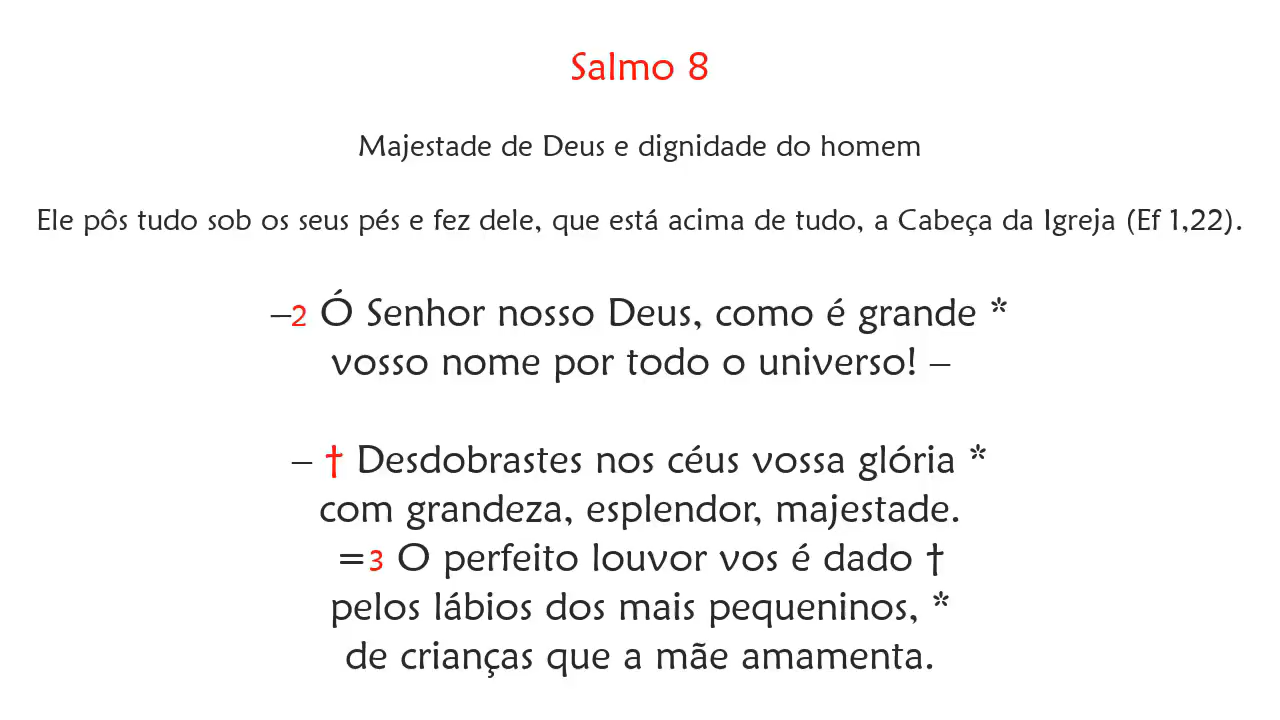 Salmo 8
Majestade de Deus e dignidade do homem
Ele pôs tudo sob os seus pés e fez dele, que está acima de tudo, a Cabeça da Igreja (Ef 1,22).
–2 Ó Senhor nosso Deus, como é grande *
vosso nome por todo o universo! –
– † Desdobrastes nos céus vossa glória *
com grandeza, esplendor, majestade.
=3 O perfeito louvor vos é dado †
pelos lábios dos mais pequeninos, *
de crianças que a mãe amamenta.